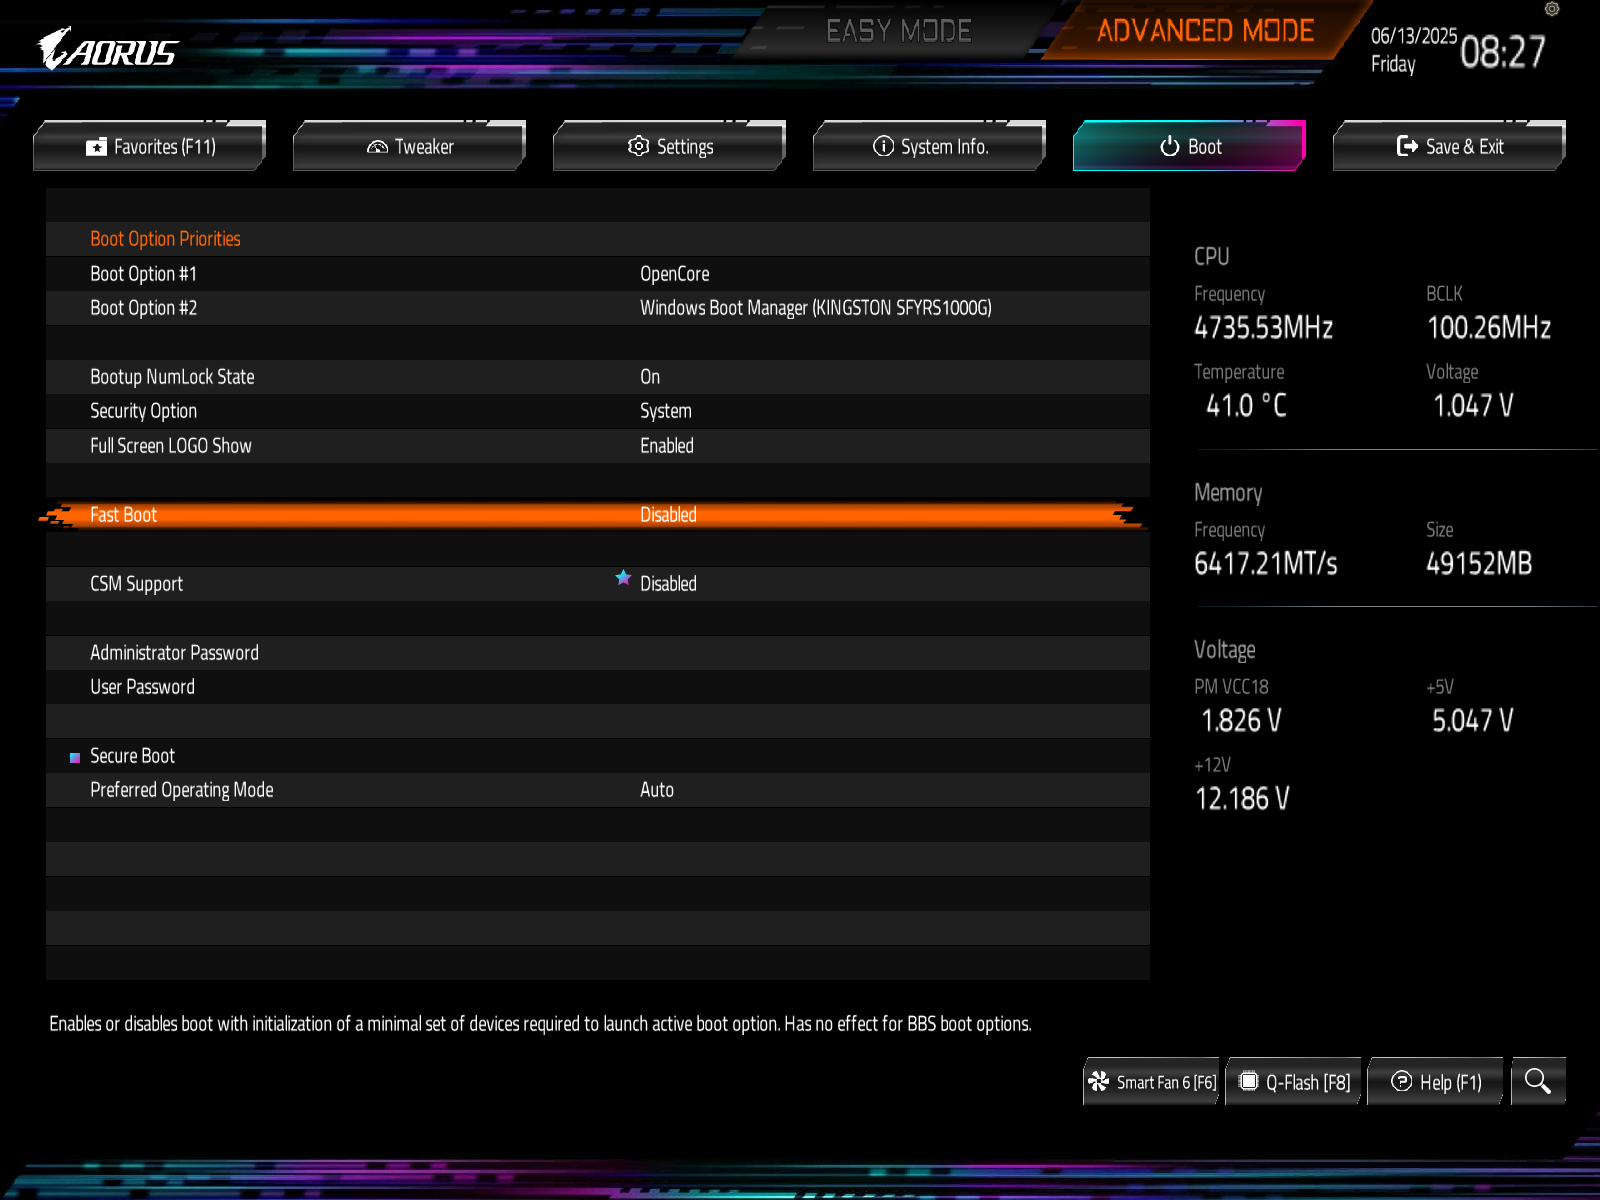 AORUS
EASY MODE
ADVANCED MODE
06/13/2025
Friday
08:27
Favorites (F11)
Tweaker
Settings
System Info.
Boot
Save & Exit
Boot Option Priorities
Boot Option #1 OpenCore
Boot Option #2 Windows Boot Manager (KINGSTON SFYRS1000G)
Bootup NumLock State On
Security Option System
Full Screen LOGO Show Enabled
Fast Boot Disabled
CSM Support Disabled
Administrator Password
User Password
Secure Boot
Preferred Operating Mode Auto
CPU
Frequency BCLK
4735.53MHz 100.26MHz
Temperature Voltage
41.0 °C 1.047 V
Memory
Frequency Size
6417.21MT/s 49152MB
Voltage
PM VCC18 +5V
1.826 V 5.047 V
+12V
12.186 V
Enables or disables boot with initialization of a minimal set of devices required to launch active boot option. Has no effect for BBS boot options.
Smart Fan 6 [F6]
Q-Flash [F8]
Help (F1)